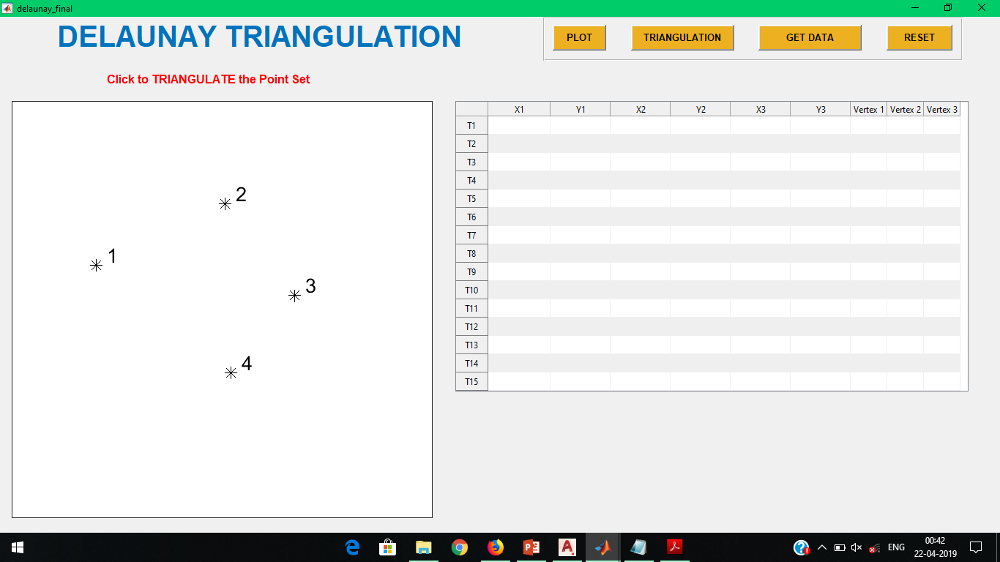 delaunay_final
DELAUNAY TRIANGULATION
PLOT TRIANGULATION GET DATA RESET
Click to TRIANGULATE the Point Set
X1 Y1 X2 Y2 X3 Y3 Vertex 1 Vertex 2 Vertex 3
T1
T2
T3
T4
T5
T6
T7
T8
T9
T10
T11
T12
T13
T14
T15
2
1
3
4
ENG
00:42
22-04-2019